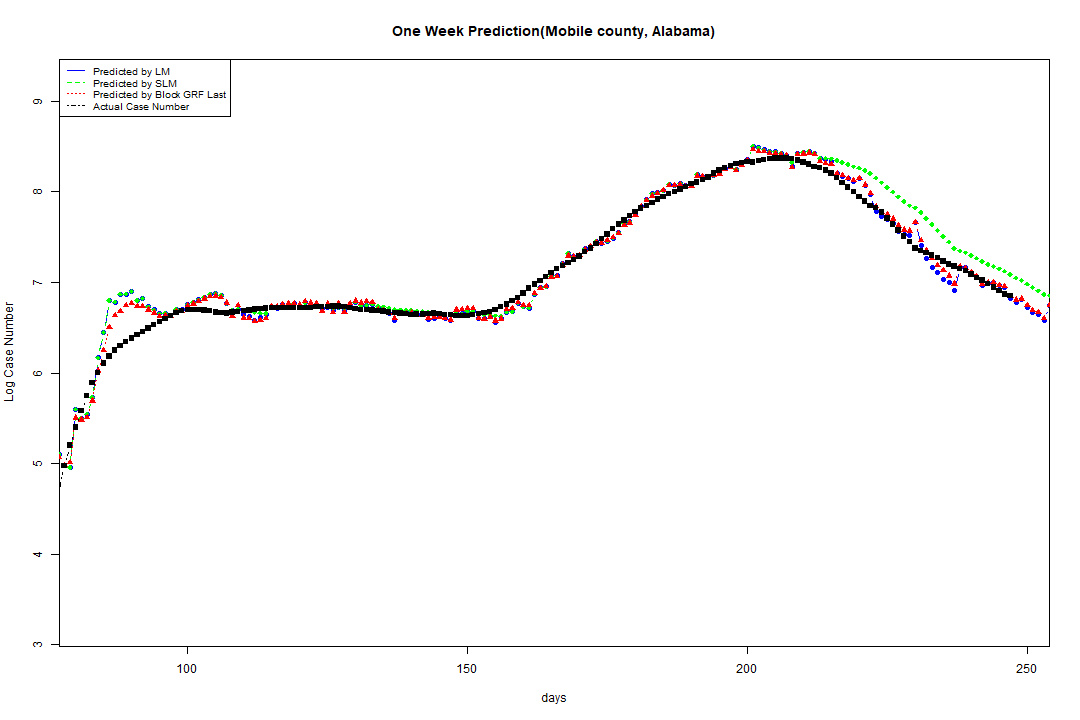 One Week Prediction(Mobile county, Alabama)
Predicted by LM
Predicted by SLM
Predicted by Block GRF Last
Actual Case Number
9
8
7
6
5
4
3
Log Case Number
100 150 200 250
days